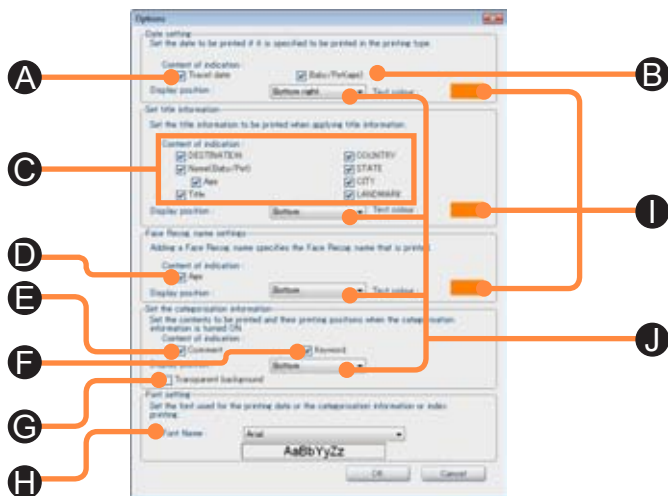 Options
Date setting
Set the date to be printed if it is specified to be printed in the printing type.
Content of indication :
A
Travel date
Baby/Pet(age)
B
Display position :
Bottom right
Text colour :
Set title information
Set the title information to be printed when applying title information.
C
Content of indication :
DESTINATION
COUNTRY
Name(Baby/Pet)
STATE
Age
CITY
Title
LANDMARK
Display position :
Bottom
Text colour :
I
Face Recog name settings
Adding a Face Recog name specifies the Face Recog name that is printed.
D
Content of indication :
Age
Display position :
Bottom
Text colour :
E
Set the categorisation information
Set the contents to be printed and their printing positions when the categorisation
information is turned ON
Content of indication :
J
F
Comment
Keyword
Display position :
Bottom
G
Transparent background
Font setting
Set the font used for the printing date or the categorisation information or index
printing.
H
Font Name :
Arial
AaBbYyZz
OK
Cancel